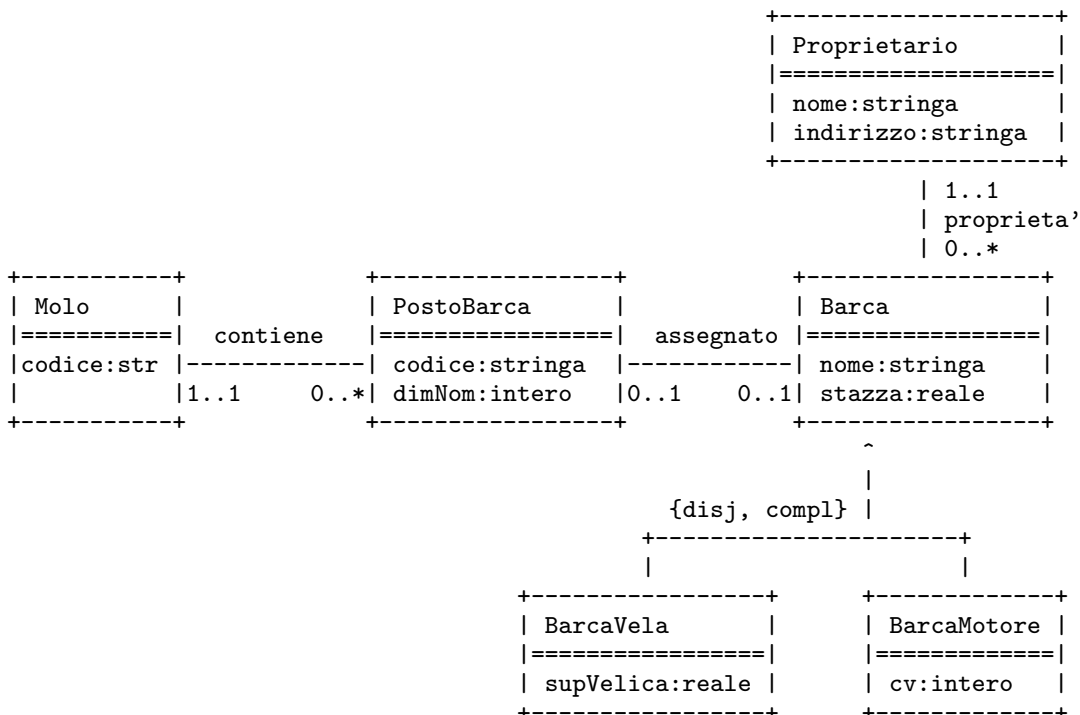 +--------------------+
| Proprietario       |
|====================|
| nome:stringa       |
| indirizzo:stringa  |
+--------------------+
| 1..1
| proprieta'
| 0..*
+-----------+             +-----------------+            +-----------------+
| Molo      |             | PostoBarca      |            | Barca           |
|===========|  contiene   |=================|  assegnato |=================|
|codice:str |-------------| codice:stringa  |------------| nome:stringa    |
|           |1..1     0..*| dimNom:intero   |0..1    0..1| stazza:reale    |
+-----------+             +-----------------+            +-----------------+
^
|
{disj, compl} |
+----------------------+
|                      |
+-----------------+      +-------------+
| BarcaVela       |      | BarcaMotore |
|=================|      |=============|
| supVelica:reale |      | cv:intero   |
+-----------------+      +-------------+